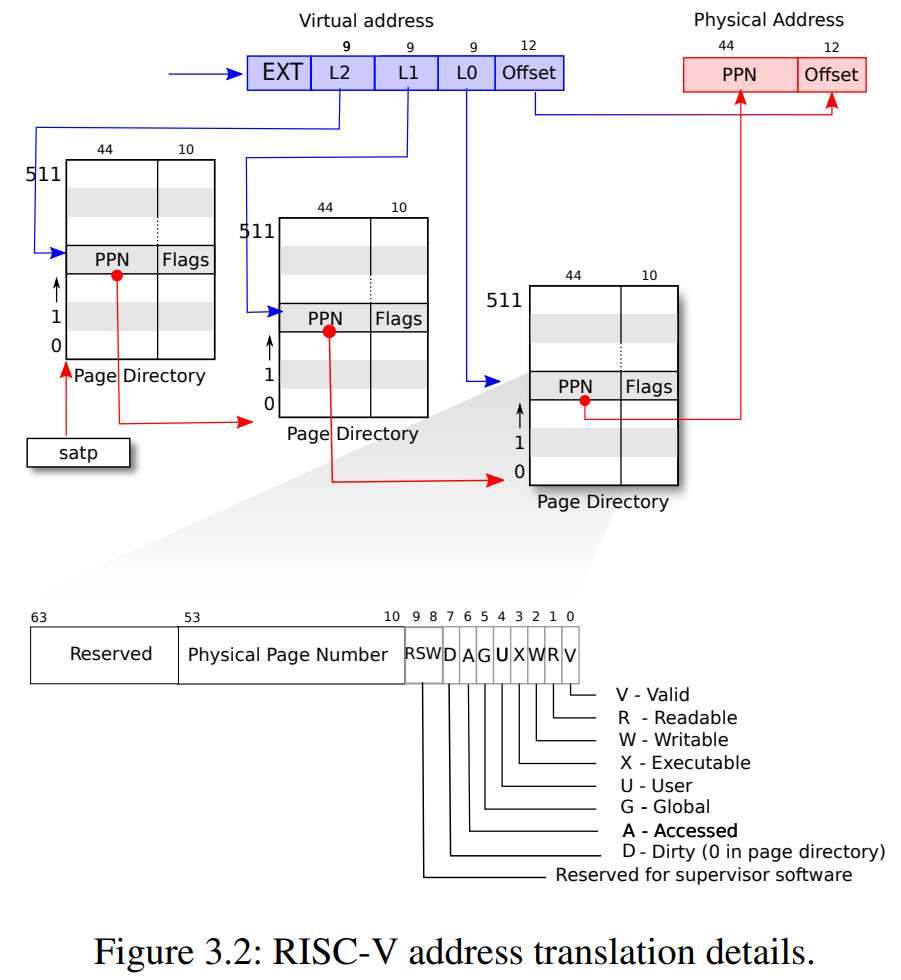 Virtual address
Physical Address
9 9 9 12
44 12
EXT L2 L1 L0 Offset
PPN Offset
44 10
511
PPN Flags
1
0
Page Directory
satp
44 10
511
PPN Flags
1
0
Page Directory
44 10
511
PPN Flags
1
0
Page Directory
63 53 10 9 8 7 6 5 4 3 2 1 0
Reserved Physical Page Number RSW D A G U X W R V
V - Valid
R - Readable
W - Writable
X - Executable
U - User
G - Global
A - Accessed
D - Dirty (0 in page directory)
Reserved for supervisor software
Figure 3.2: RISC-V address translation details.